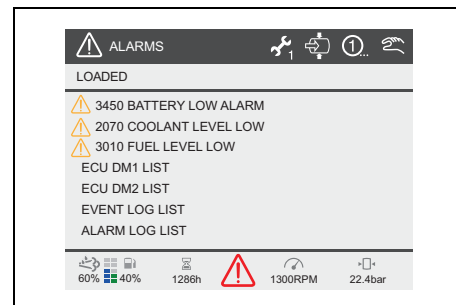 ALARMS 1 1...
LOADED
3450 BATTERY LOW ALARM
2070 COOLANT LEVEL LOW
3010 FUEL LEVEL LOW
ECU DM1 LIST
ECU DM2 LIST
EVENT LOG LIST
ALARM LOG LIST
60% 40% 1286h 1300RPM 22.4bar